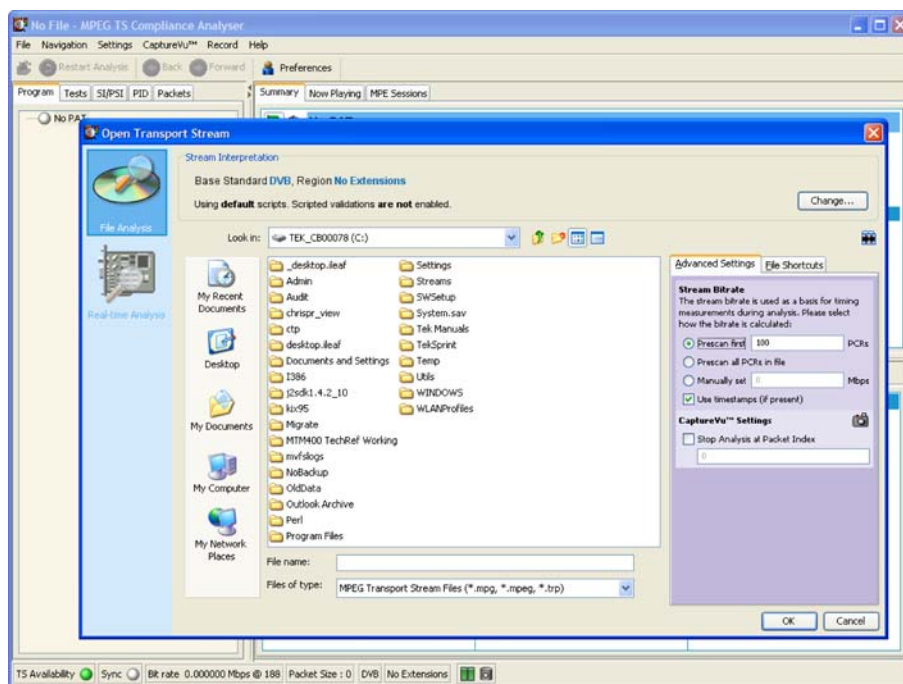 No File - MPEG TS Compliance Analyser
File Navigation Settings CaptureVu™ Record Help
Restart Analysis Back Forward Preferences
Program Tests SI/PSI PID Packets
Summary Now Playing MPE Sessions
No PAT
Open Transport Stream
File Analysis
Real-time Analysis
Stream Interpretation
Base Standard DVB, Region No Extensions
Using default scripts. Scripted validations are not enabled.
Change...
Look in: TEK_CB00078 (C:)
My Recent Documents
Desktop
My Documents
My Computer
My Network Places
_desktop.ileaf
Admin
Audit
chrispr_view
ctp
desktop.ileaf
Documents and Settings
I386
j2sdk1.4.2_10
kix95
Migrate
MTM400 TechRef Working
mvfslogs
NoBackup
OldData
Outlook Archive
Perl
Program Files
Settings
Streams
SWSetup
System.sav
Tek Manuals
TekSprint
Temp
Utils
WINDOWS
WLANProfiles
File name:
Files of type: MPEG Transport Stream Files (*.mpg, *.mpeg, *.trp)
Advanced Settings File Shortcuts
Stream Bitrate
The stream bitrate is used as a basis for timing
measurements during analysis. Please select
how the bitrate is calculated:
Prescan first 100 PCRs
Prescan all PCRs in file
Manually set 0 Mbps
Use timestamps (if present)
CaptureVu™ Settings
Stop Analysis at Packet Index
0
OK Cancel
TS Availability Sync Bit rate 0.000000 Mbps @ 188 Packet Size : 0 DVB No Extensions